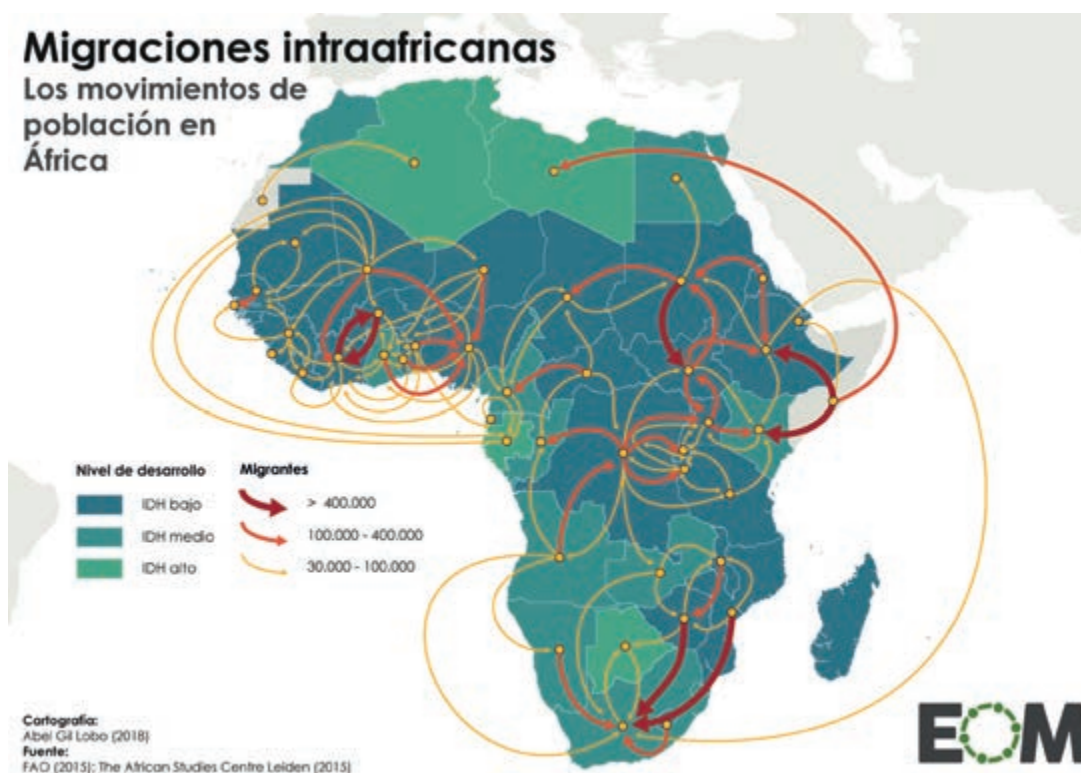 Migraciones intraafricanas
Los movimientos de
población en
África
Nivel de desarrollo
IDH bajo
IDH medio
IDH alto
Migrantes
> 400.000
100.000 - 400.000
30.000 - 100.000
Cartografía:
Abel Gil Lobo (2018)
Fuente:
FAO (2015); The African Studies Centre Leiden (2015)
EOM